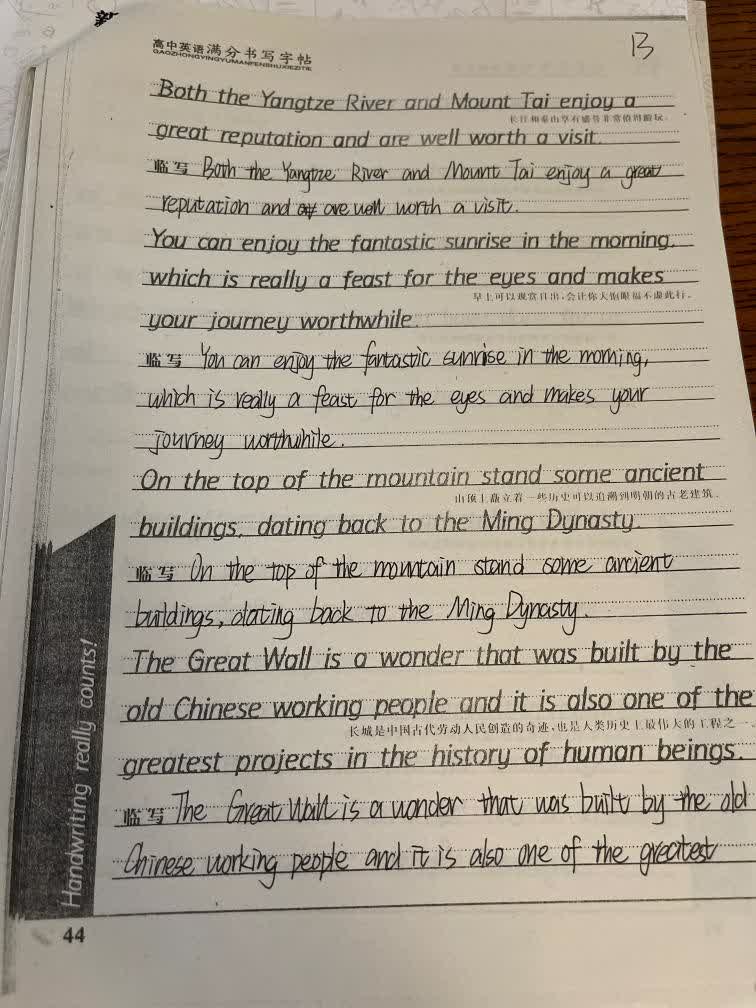 高中英语满分书写字帖
GAOZHONGYINGYUMANFENSHUXIEZITIE
13
Both the Yangtze River and Mount Tai enjoy a
长江和泰山享有盛誉非常值得游玩。
great reputation and are well worth a visit.
临写 Both the Yangtze River and Mount Tai enjoy a great
reputation and are well worth a visit.
You can enjoy the fantastic sunrise in the morning,
which is really a feast for the eyes and makes
早上可以观赏日出,会让你大饱眼福不虚此行。
your journey worthwhile.
临写 You can enjoy the fantastic sunrise in the morning,
which is really a feast for the eyes and makes your
journey worthwhile.
On the top of the mountain stand some ancient
山顶上矗立着一些历史可以追溯到明朝的古老建筑。
buildings, dating back to the Ming Dynasty.
临写 On the top of the mountain stand some ancient
buildings, dating back to the Ming Dynasty.
The Great Wall is a wonder that was built by the
old Chinese working people and it is also one of the
长城是中国古代劳动人民创造的奇迹,也是人类历史上最伟大的工程之一。
greatest projects in the history of human beings.
临写 The Great Wall is a wonder that was built by the old
Chinese working people and it is also one of the greatest
Handwriting really counts!
44